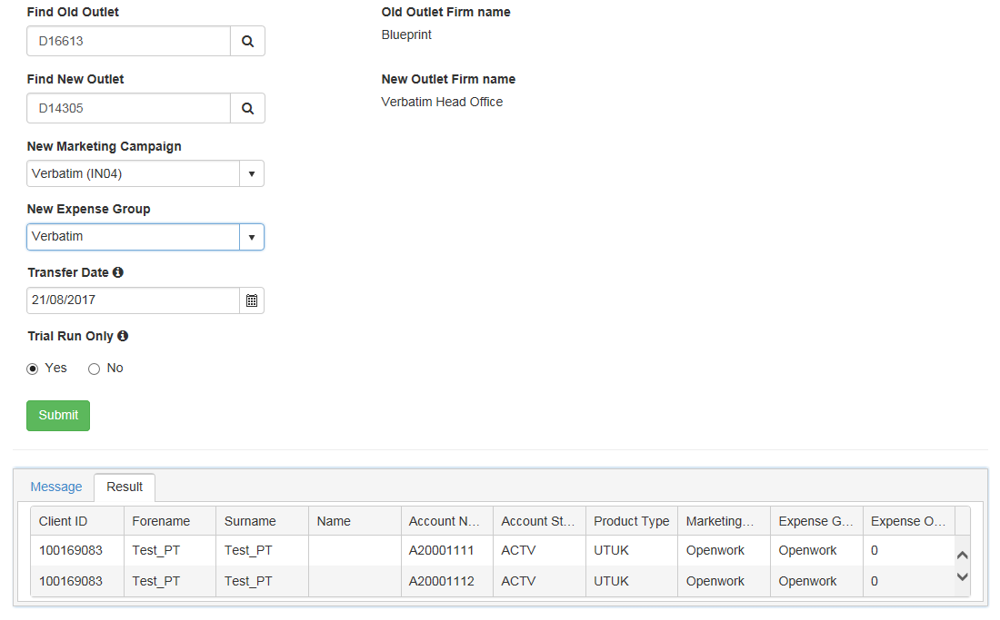 Find Old Outlet
Old Outlet Firm name
D16613
Blueprint
Find New Outlet
New Outlet Firm name
D14305
Verbatim Head Office
New Marketing Campaign
Verbatim (IN04)
New Expense Group
Verbatim
Transfer Date
21/08/2017
Trial Run Only
Yes No
Submit
Message Result
Client ID Forename Surname Name Account N... Account St... Product Type Marketing... Expense G... Expense O...
100169083 Test_PT Test_PT A20001111 ACTV UTUK Openwork Openwork 0
100169083 Test_PT Test_PT A20001112 ACTV UTUK Openwork Openwork 0